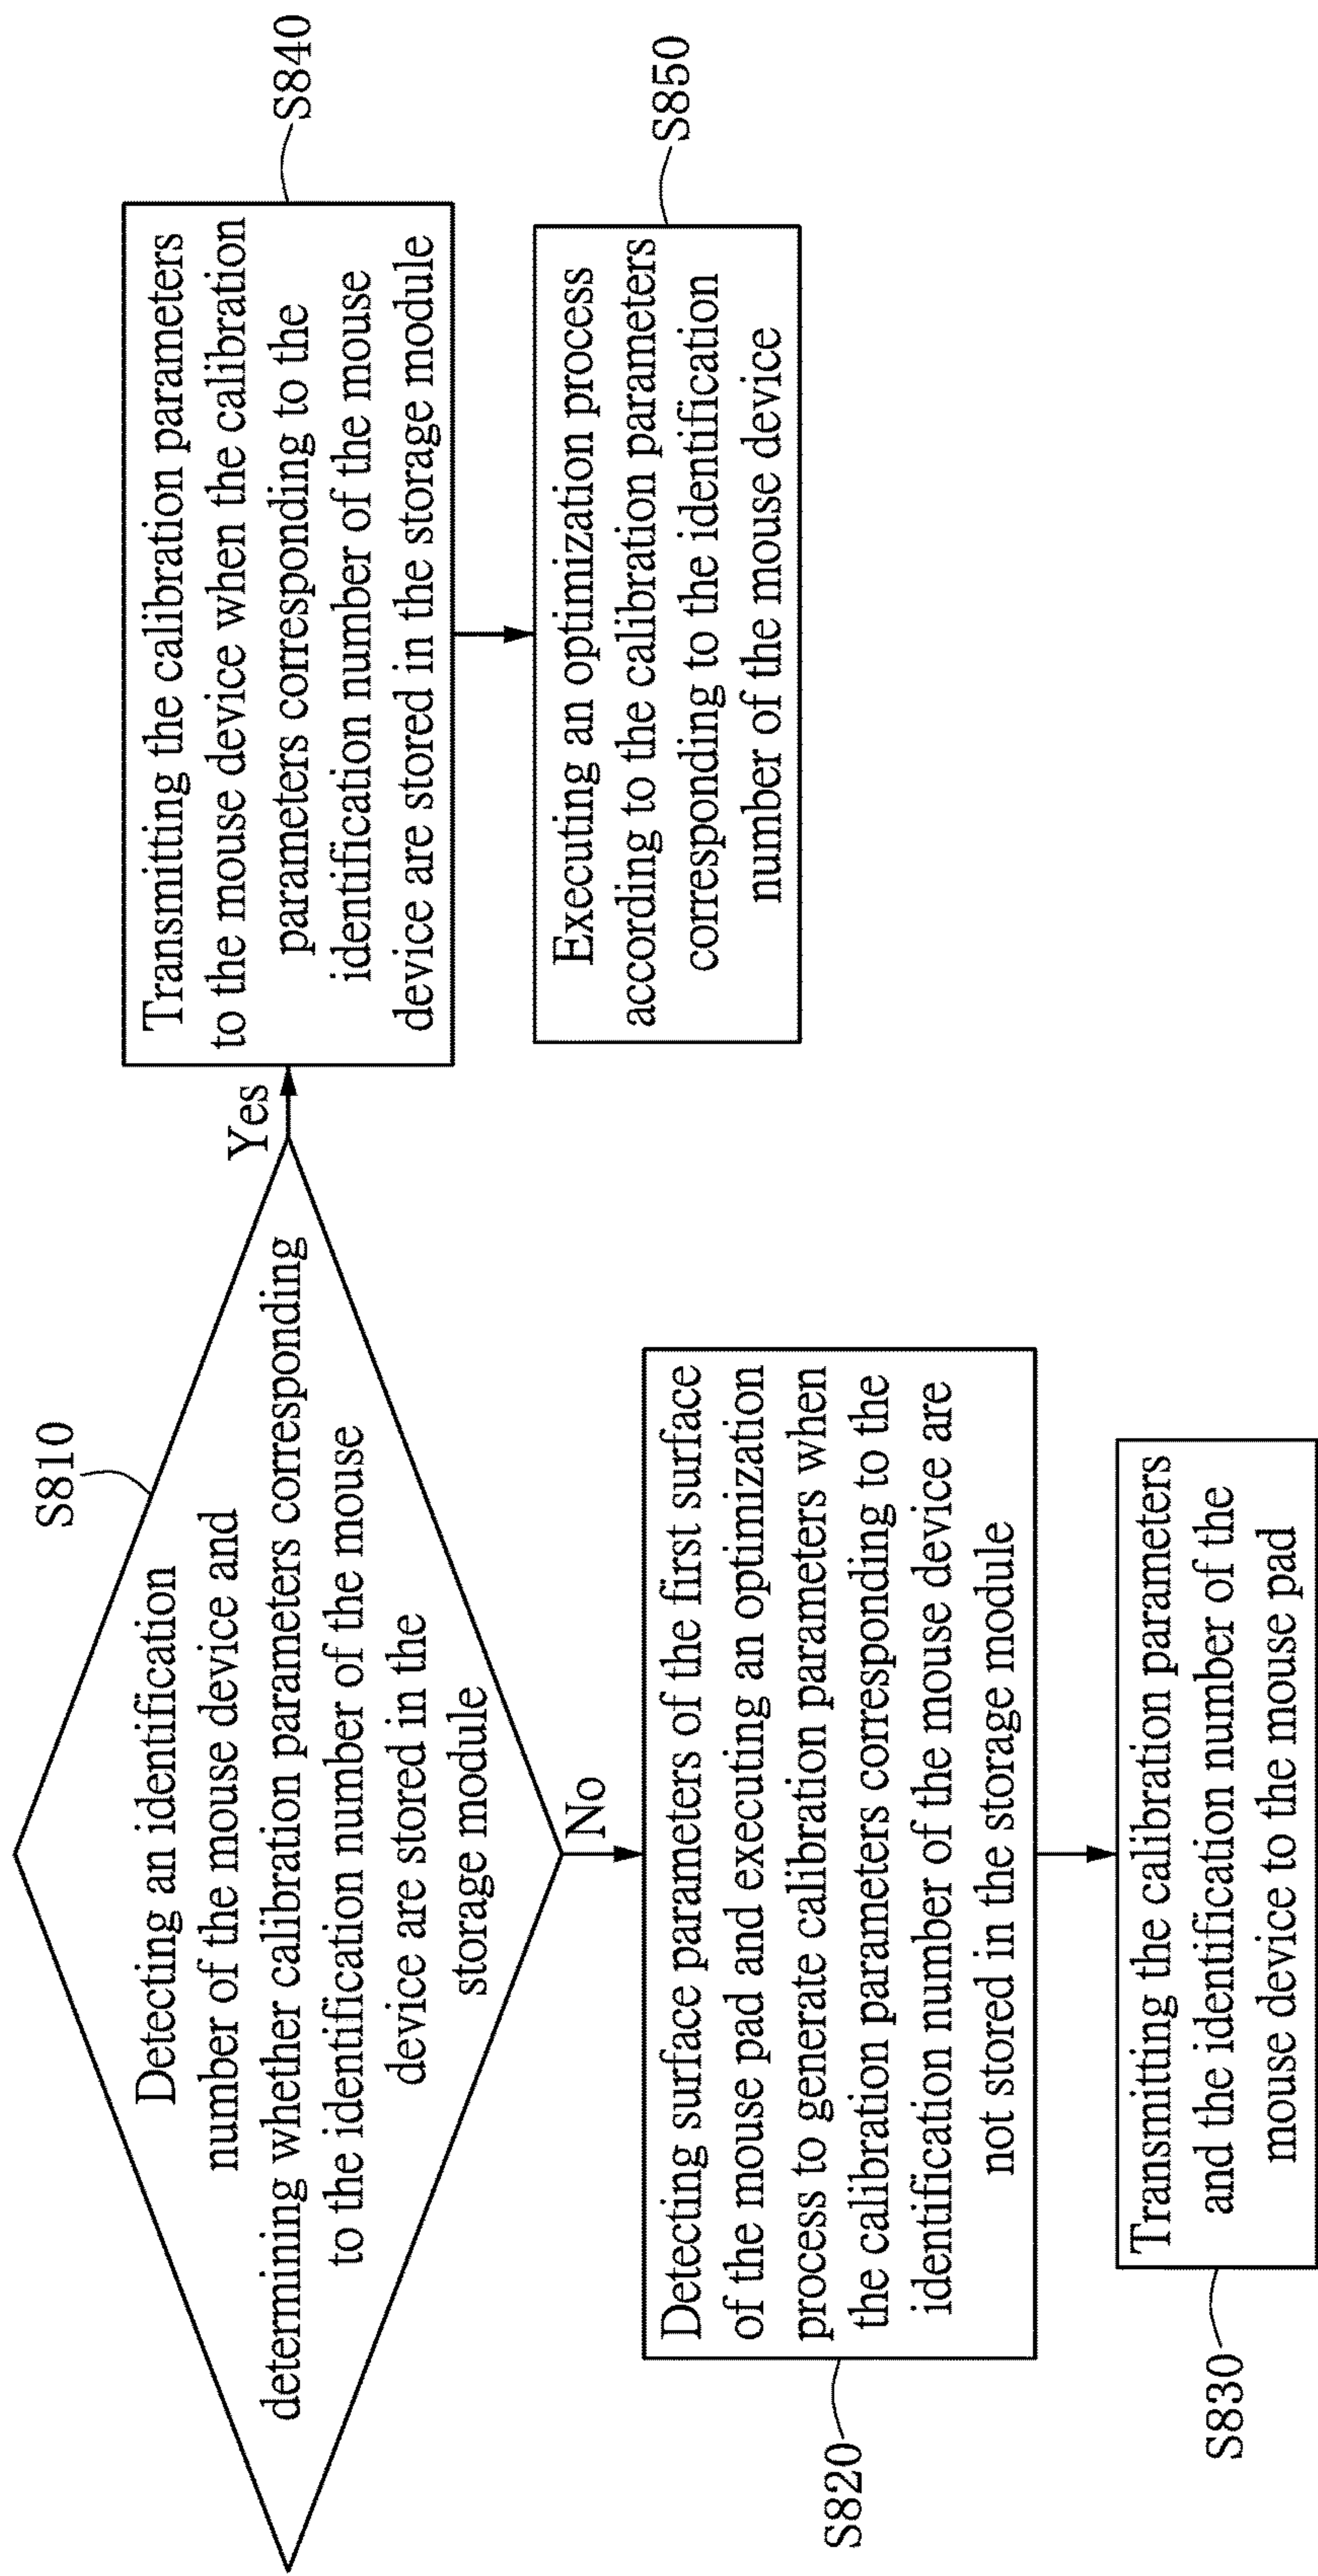 S810
Detecting an identification
number of the mouse device and
determining whether calibration parameters corresponding
to the identification number of the mouse
device are stored in the
storage module
Yes
Transmitting the calibration parameters
to the mouse device when the calibration
parameters corresponding to the
identification number of the mouse
device are stored in the storage module
S840
Executing an optimization process
according to the calibration parameters
corresponding to the identification
number of the mouse device
S850
No
Detecting surface parameters of the first surface
of the mouse pad and executing an optimization
process to generate calibration parameters when
the calibration parameters corresponding to the
identification number of the mouse device are
not stored in the storage module
S820
Transmitting the calibration parameters
and the identification number of the
mouse device to the mouse pad
S830